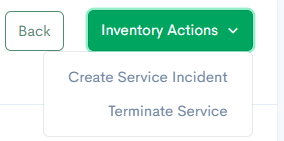 Back
Inventory Actions
Create Service Incident
Terminate Service